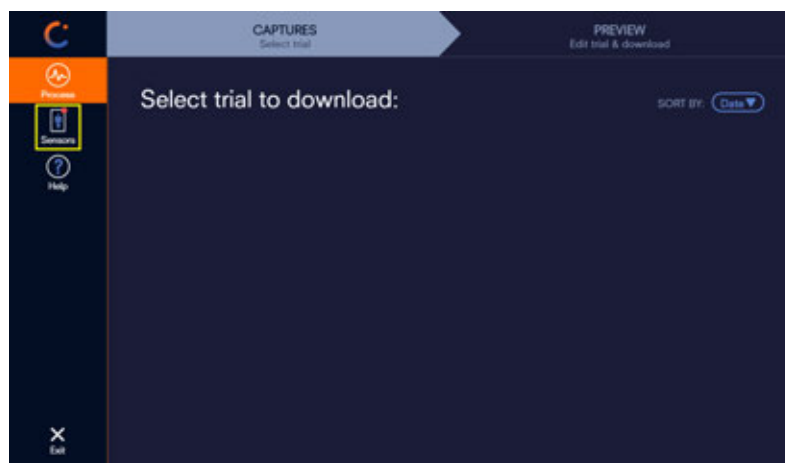 CAPTURES
Select trial
PREVIEW
Edit trial & download
Process
Sensors
Help
Select trial to download:
SORT BY: Date
Exit